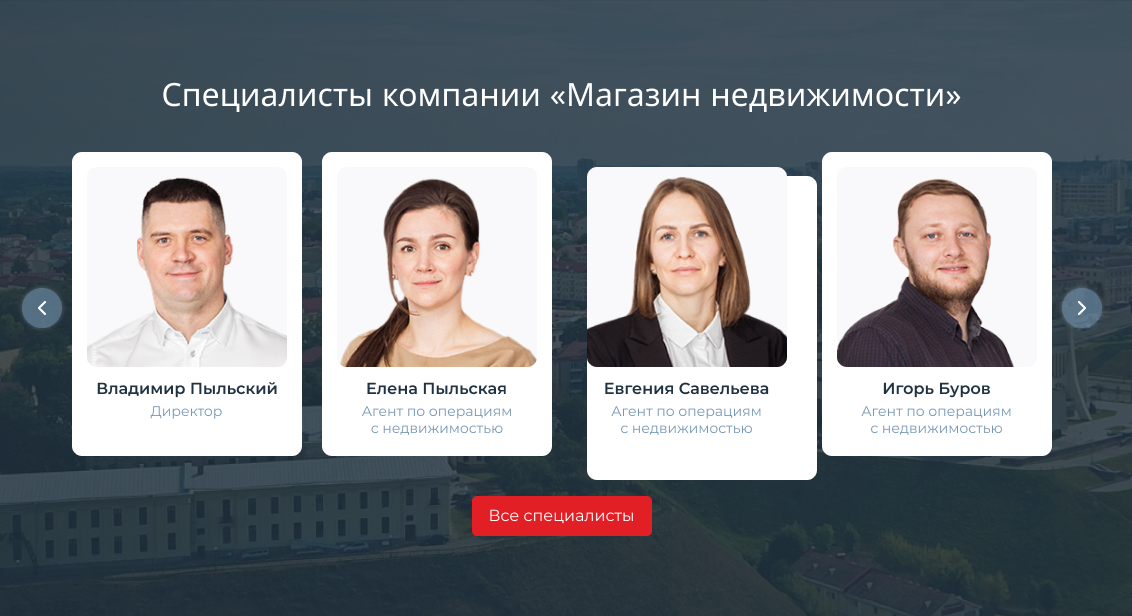 Специалисты компании «Магазин недвижимости»
Владимир Пыльский
Директор
Елена Пыльская
Агент по операциям
с недвижимостью
Евгения Савельева
Агент по операциям
с недвижимостью
Игорь Буров
Агент по операциям
с недвижимостью
Все специалисты